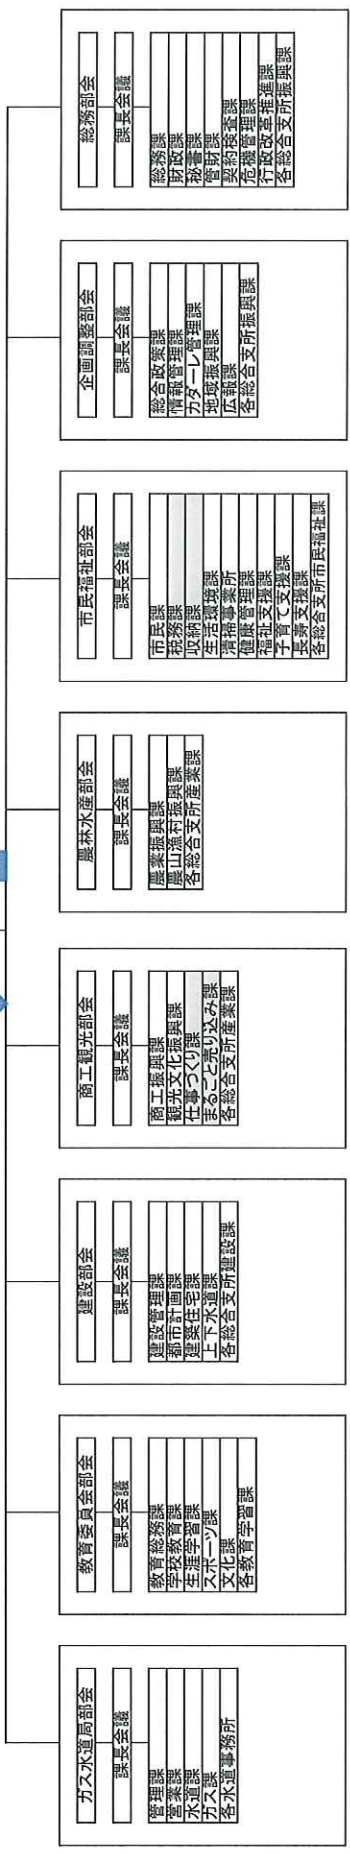 総務部会
課長会議
総務課
財政課
秘書課
管財課
契約検査課
危機管理課
行政改革推進課
各総合支所振興課
企画調整部会
課長会議
総合政策課
情報管理課
カダーレ管理課
地域振興課
広報課
各総合支所振興課
市民福祉部会
課長会議
市民課
税務課
収納課
生活環境課
清掃事業所
健康管理課
福祉支援課
子育て支援課
長寿支援課
各総合支所市民福祉課
農林水産部会
課長会議
農業振興課
農山漁村振興課
各総合支所産業課
商工観光部会
課長会議
商工振興課
観光文化振興課
仕事づくり課
まるごと売り込み課
各総合支所産業課
建設部会
課長会議
建設管理課
都市計画課
建築住宅課
上下水道課
各総合支所建設課
教育委員会部会
課長会議
教育総務課
学校教育課
生涯学習課
スポーツ課
文化課
各教育学習課
ガス水道局部会
課長会議
管理課
営業課
水道課
ガス課
各水道事務所